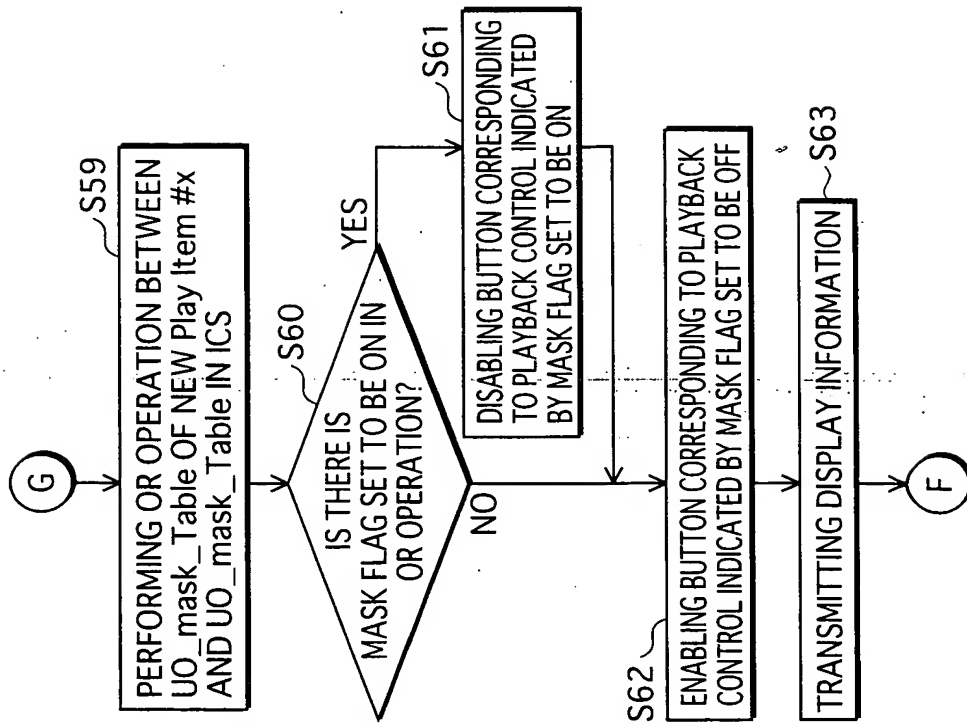 G
S59
PERFORMING OR OPERATION BETWEEN
UO_mask_Table OF NEW Play Item #x
AND UO_mask_Table IN ICS
S60
IS THERE IS
MASK FLAG SET TO BE ON IN
OR OPERATION?
YES
NO
S61
DISABLING BUTTON CORRESPONDING
TO PLAYBACK CONTROL INDICATED
BY MASK FLAG SET TO BE ON
S62
ENABLING BUTTON CORRESPONDING TO PLAYBACK
CONTROL INDICATED BY MASK FLAG SET TO BE OFF
S63
TRANSMITTING DISPLAY INFORMATION
F